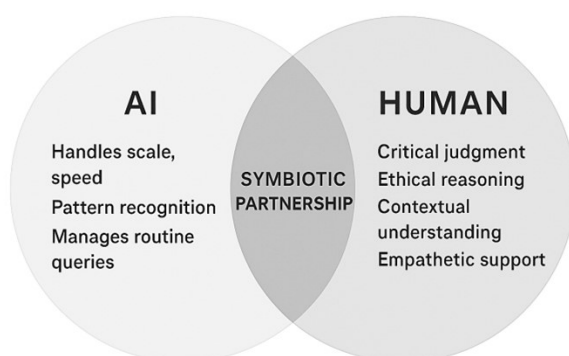 AI
Handles scale,
speed
Pattern recognition
Manages routine
queries
SYMBIOTIC
PARTNERSHIP
HUMAN
Critical judgment
Ethical reasoning
Contextual
understanding
Empathetic support